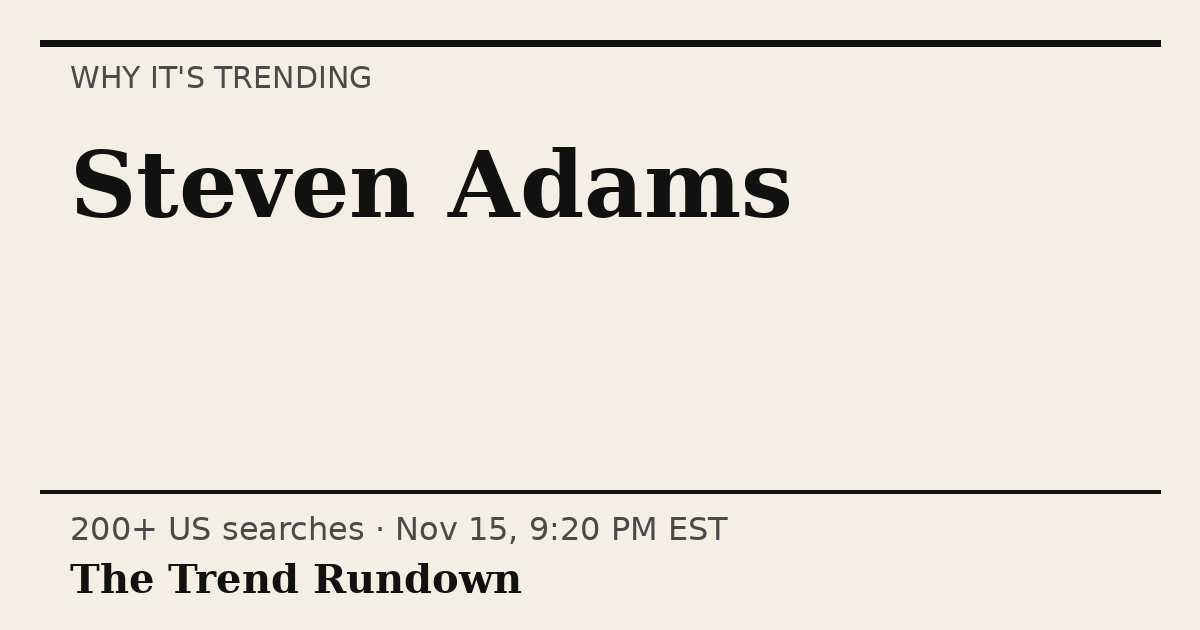 WHY IT'S TRENDING
Steven Adams
200+ US searches · Nov 15, 9:20 PM EST
The Trend Rundown